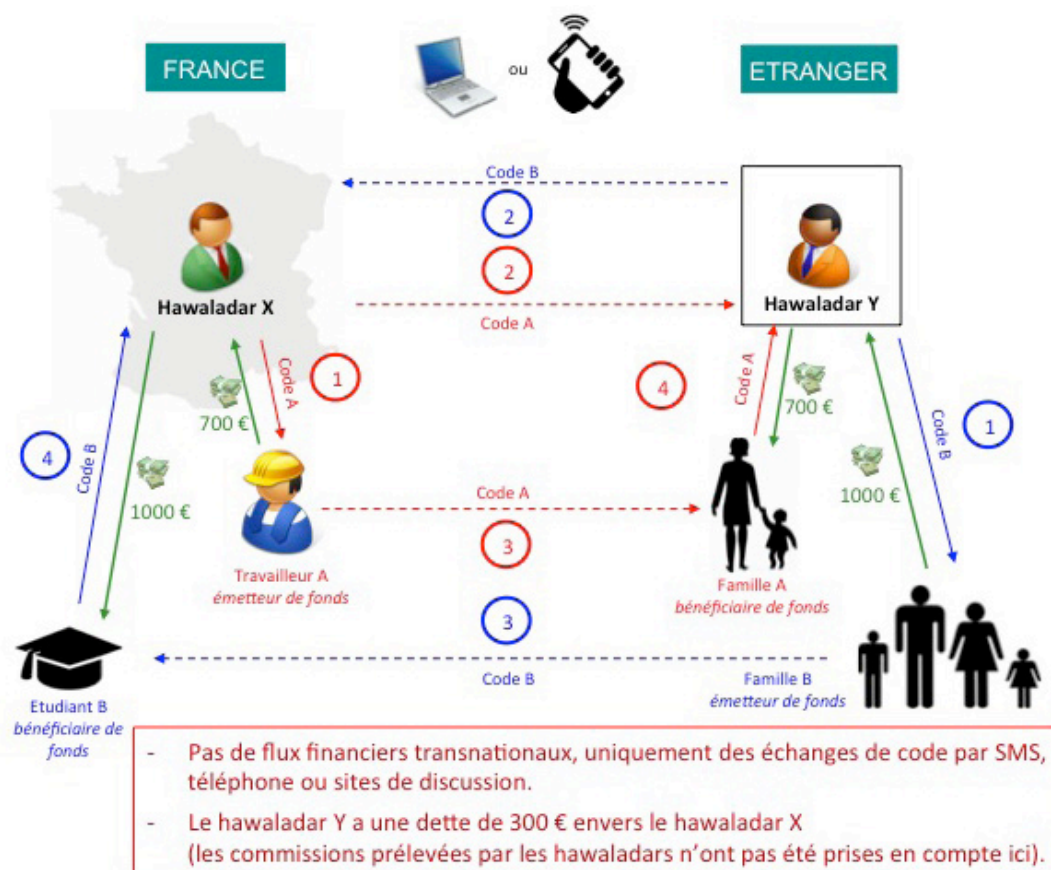 FRANCE
ou
ETRANGER
Code B
2
2
Code A
Hawaladar X
Hawaladar Y
Code A
1
700 €
4
Code B
1000 €
4
Code A
700 €
Code B
1
1000 €
Code A
3
Travailleur A
émetteur de fonds
Famille A
bénéficiaire de fonds
3
Code B
Etudiant B
bénéficiaire de
fonds
Famille B
émetteur de fonds
- Pas de flux financiers transnationaux, uniquement des échanges de code par SMS,
téléphone ou sites de discussion.
- Le hawaladar Y a une dette de 300 € envers le hawaladar X
(les commissions prélevées par les hawaladars n'ont pas été prises en compte ici).